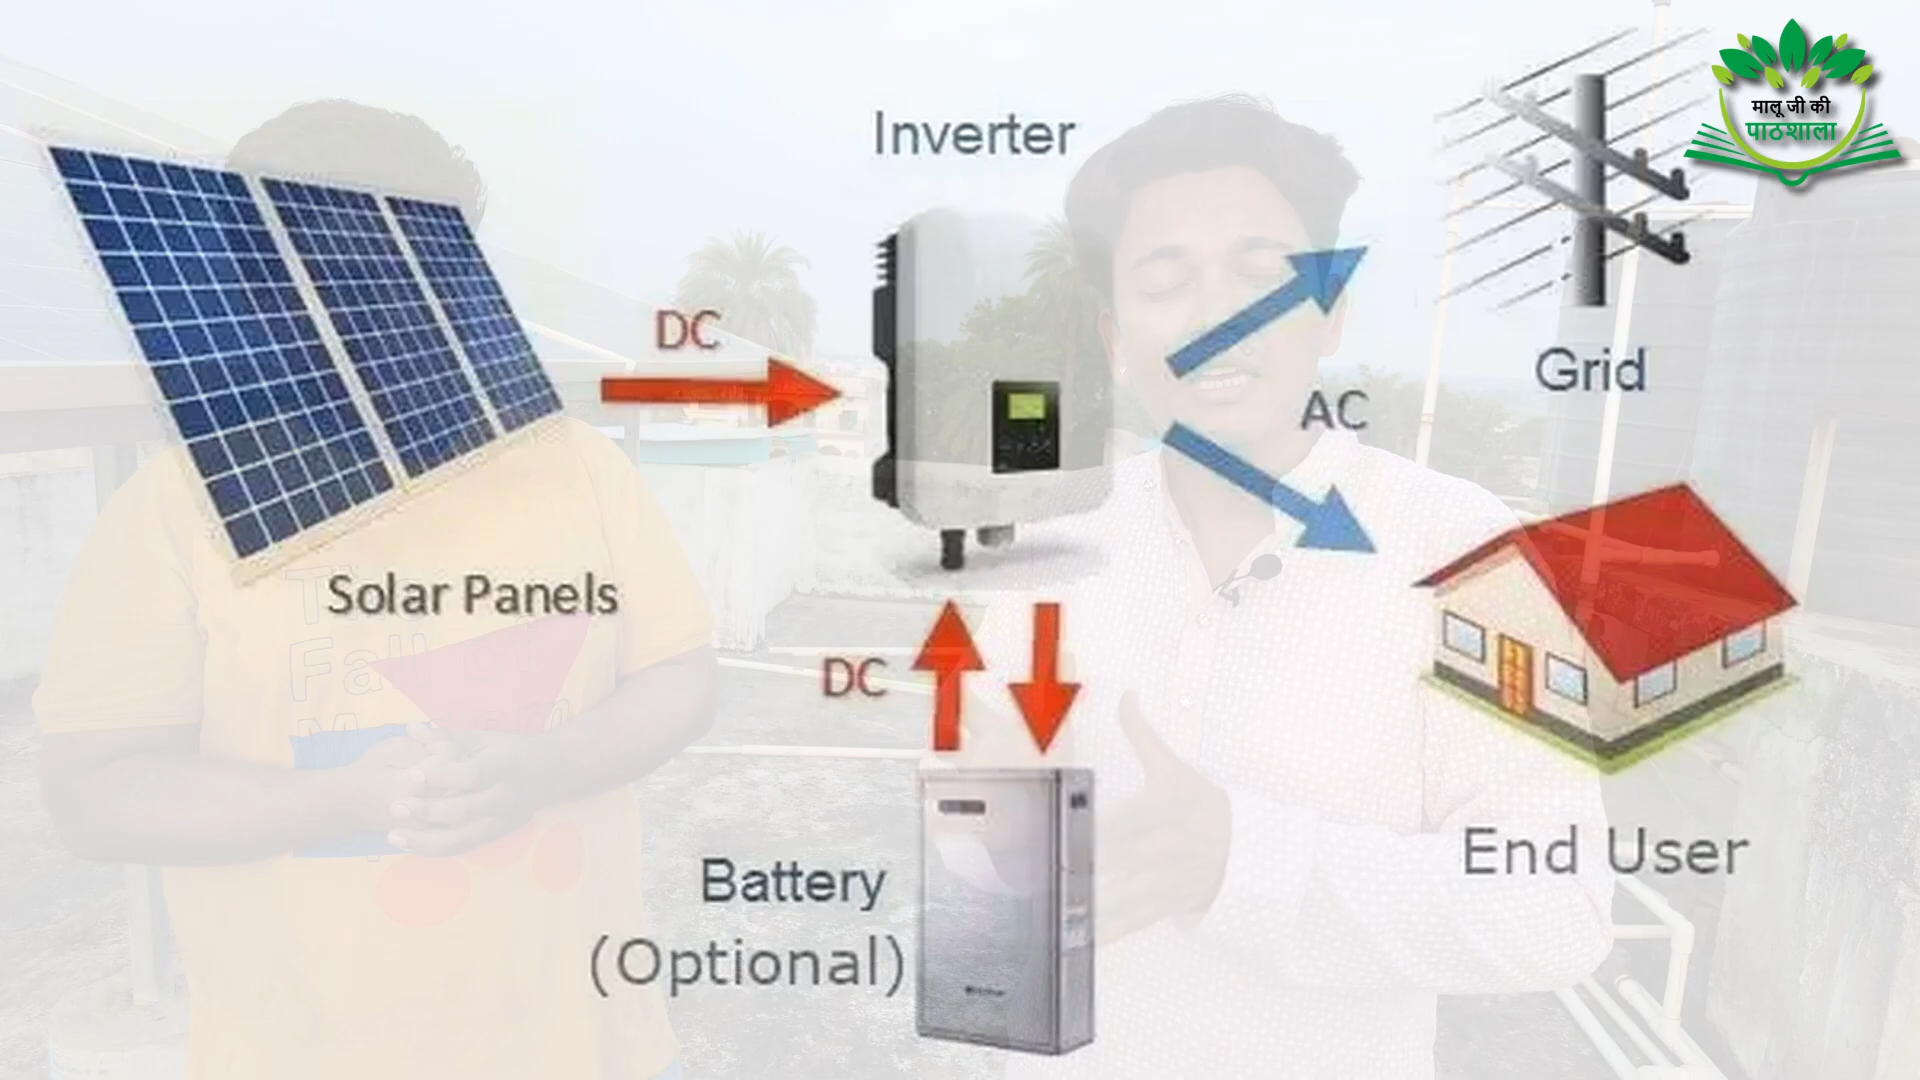 Inverter
मालू जी की
पाठशाला
DC
Grid
AC
Solar Panels
DC
End User
Battery
(Optional)